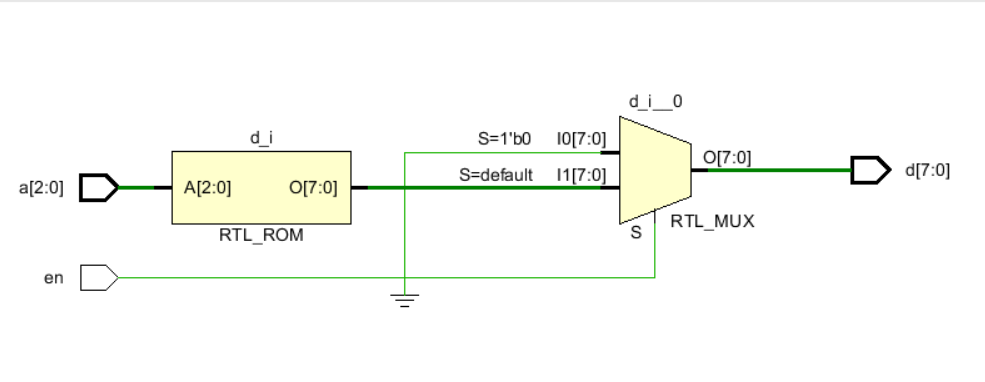 d_i__0
d_i
S=1'b0
I0[7:0]
O[7:0]
a[2:0]
A[2:0]
O[7:0]
S=default
I1[7:0]
d[7:0]
RTL_ROM
S
RTL_MUX
en